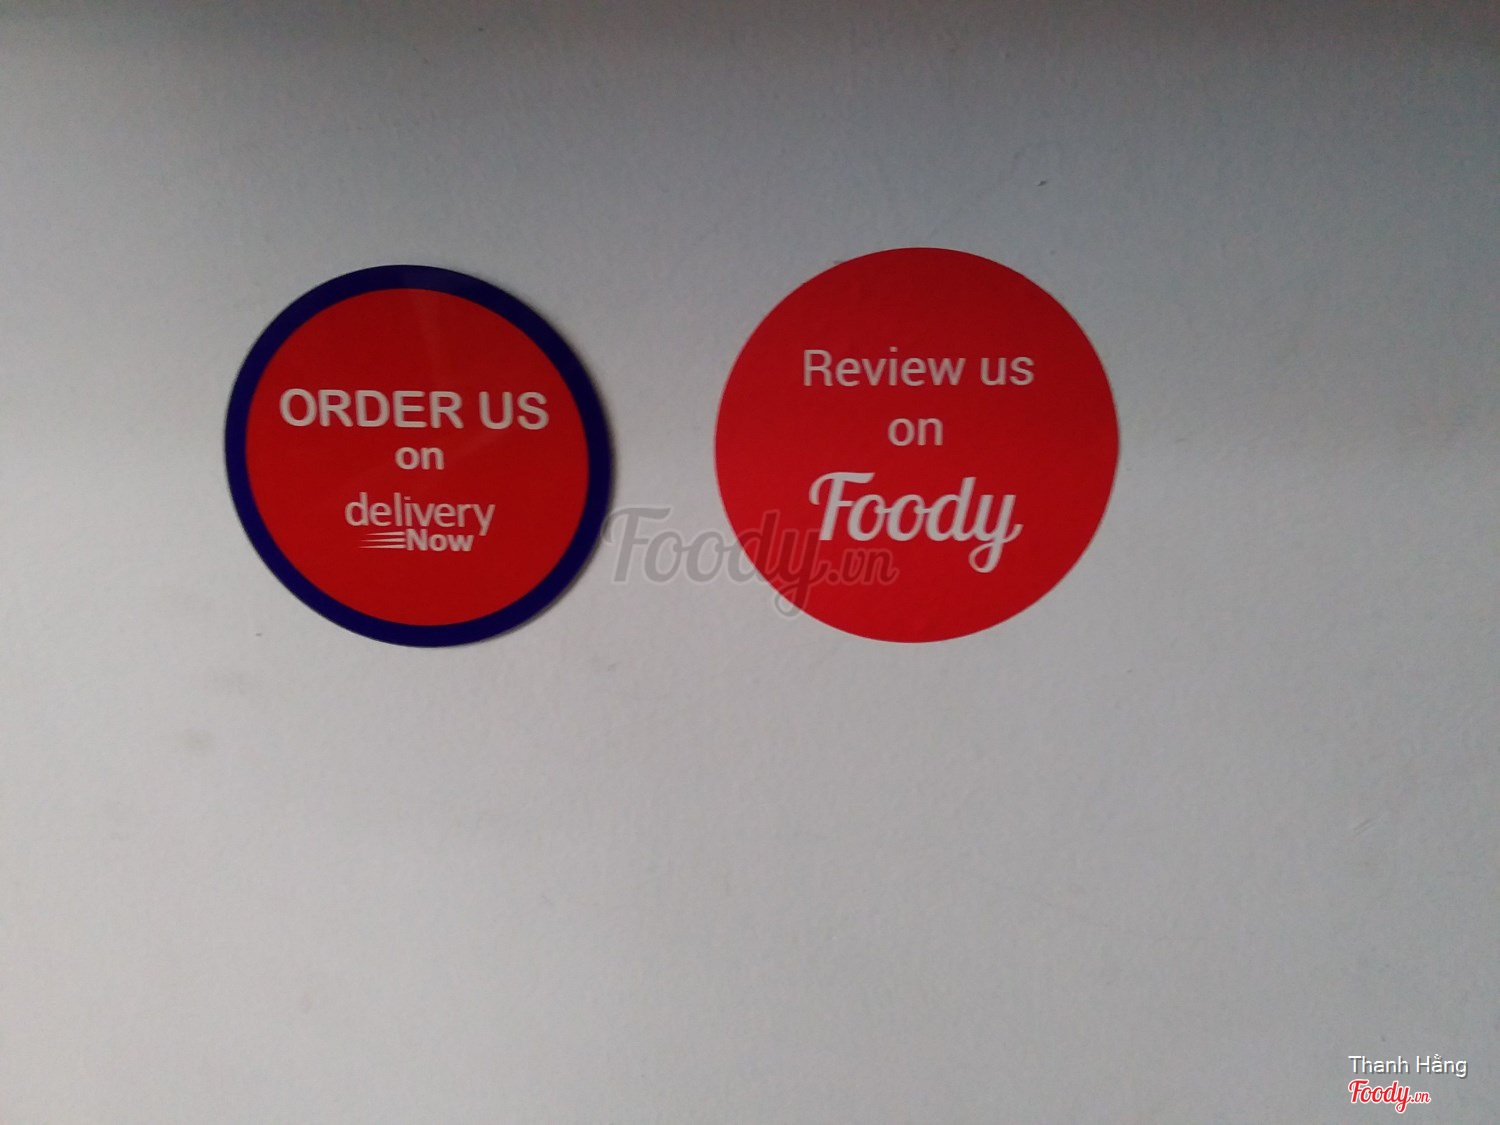 ORDER US
on
delivery
Now
Review us
on
Foody
Foody.vn
Thanh Hằng
Foody.vn